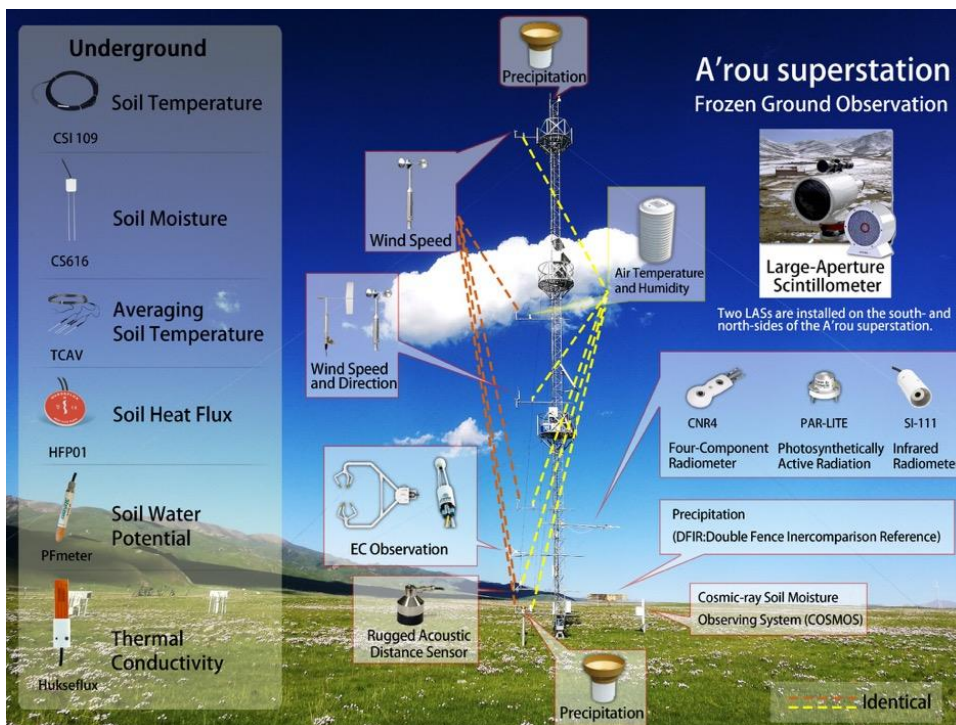 Underground
Soil Temperature
CSI 109
Soil Moisture
CS616
Averaging
Soil Temperature
TCAV
Soil Heat Flux
HFP01
Soil Water
Potential
PFmeter
Thermal
Conductivity
Hukseflux
Precipitation
Wind Speed
Air Temperature
and Humidity
Wind Speed
and Direction
EC Observation
Rugged Acoustic
Distance Sensor
Precipitation
A'rou superstation
Frozen Ground Observation
Large-Aperture
Scintillometer
Two LASs are installed on the south- and
north-sides of the A'rou superstation.
CNR4
Four-Component
Radiometer
PAR-LITE
Photosynthetically
Active Radiation
SI-111
Infrared
Radiomete
Precipitation
(DFIR:Double Fence Inercomparison Reference)
Cosmic-ray Soil Moisture
Observing System (COSMOS)
Identical